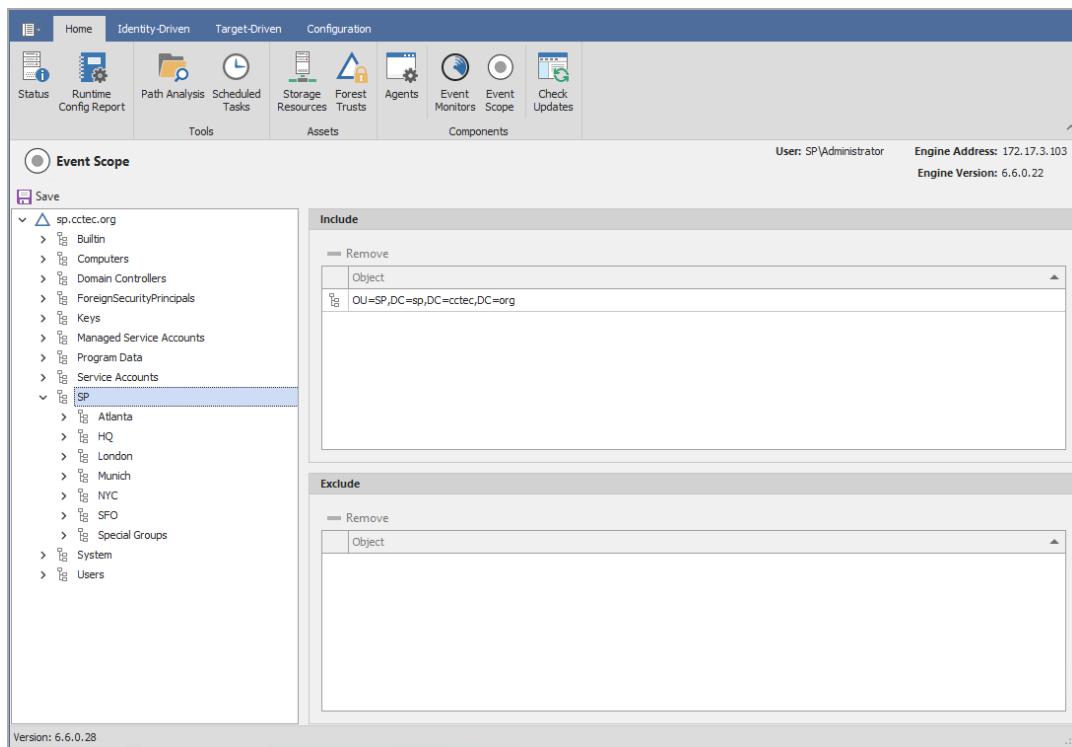 Home Identity-Driven Target-Driven Configuration
Status Runtime Config Report Path Analysis Scheduled Tasks Storage Resources Forest Trusts Agents Event Monitors Event Scope Check Updates
Tools Assets Components
Event Scope
User: SP\Administrator Engine Address: 172.17.3.103
Engine Version: 6.6.0.22
Save
sp.cctec.org
Builtin
Computers
Domain Controllers
ForeignSecurityPrincipals
Keys
Managed Service Accounts
Program Data
Service Accounts
SP
Atlanta
HQ
London
Munich
NYC
SFO
Special Groups
System
Users
Include
Remove
Object
OU=SP,DC=sp,DC=cctec,DC=org
Exclude
Remove
Object
Version: 6.6.0.28